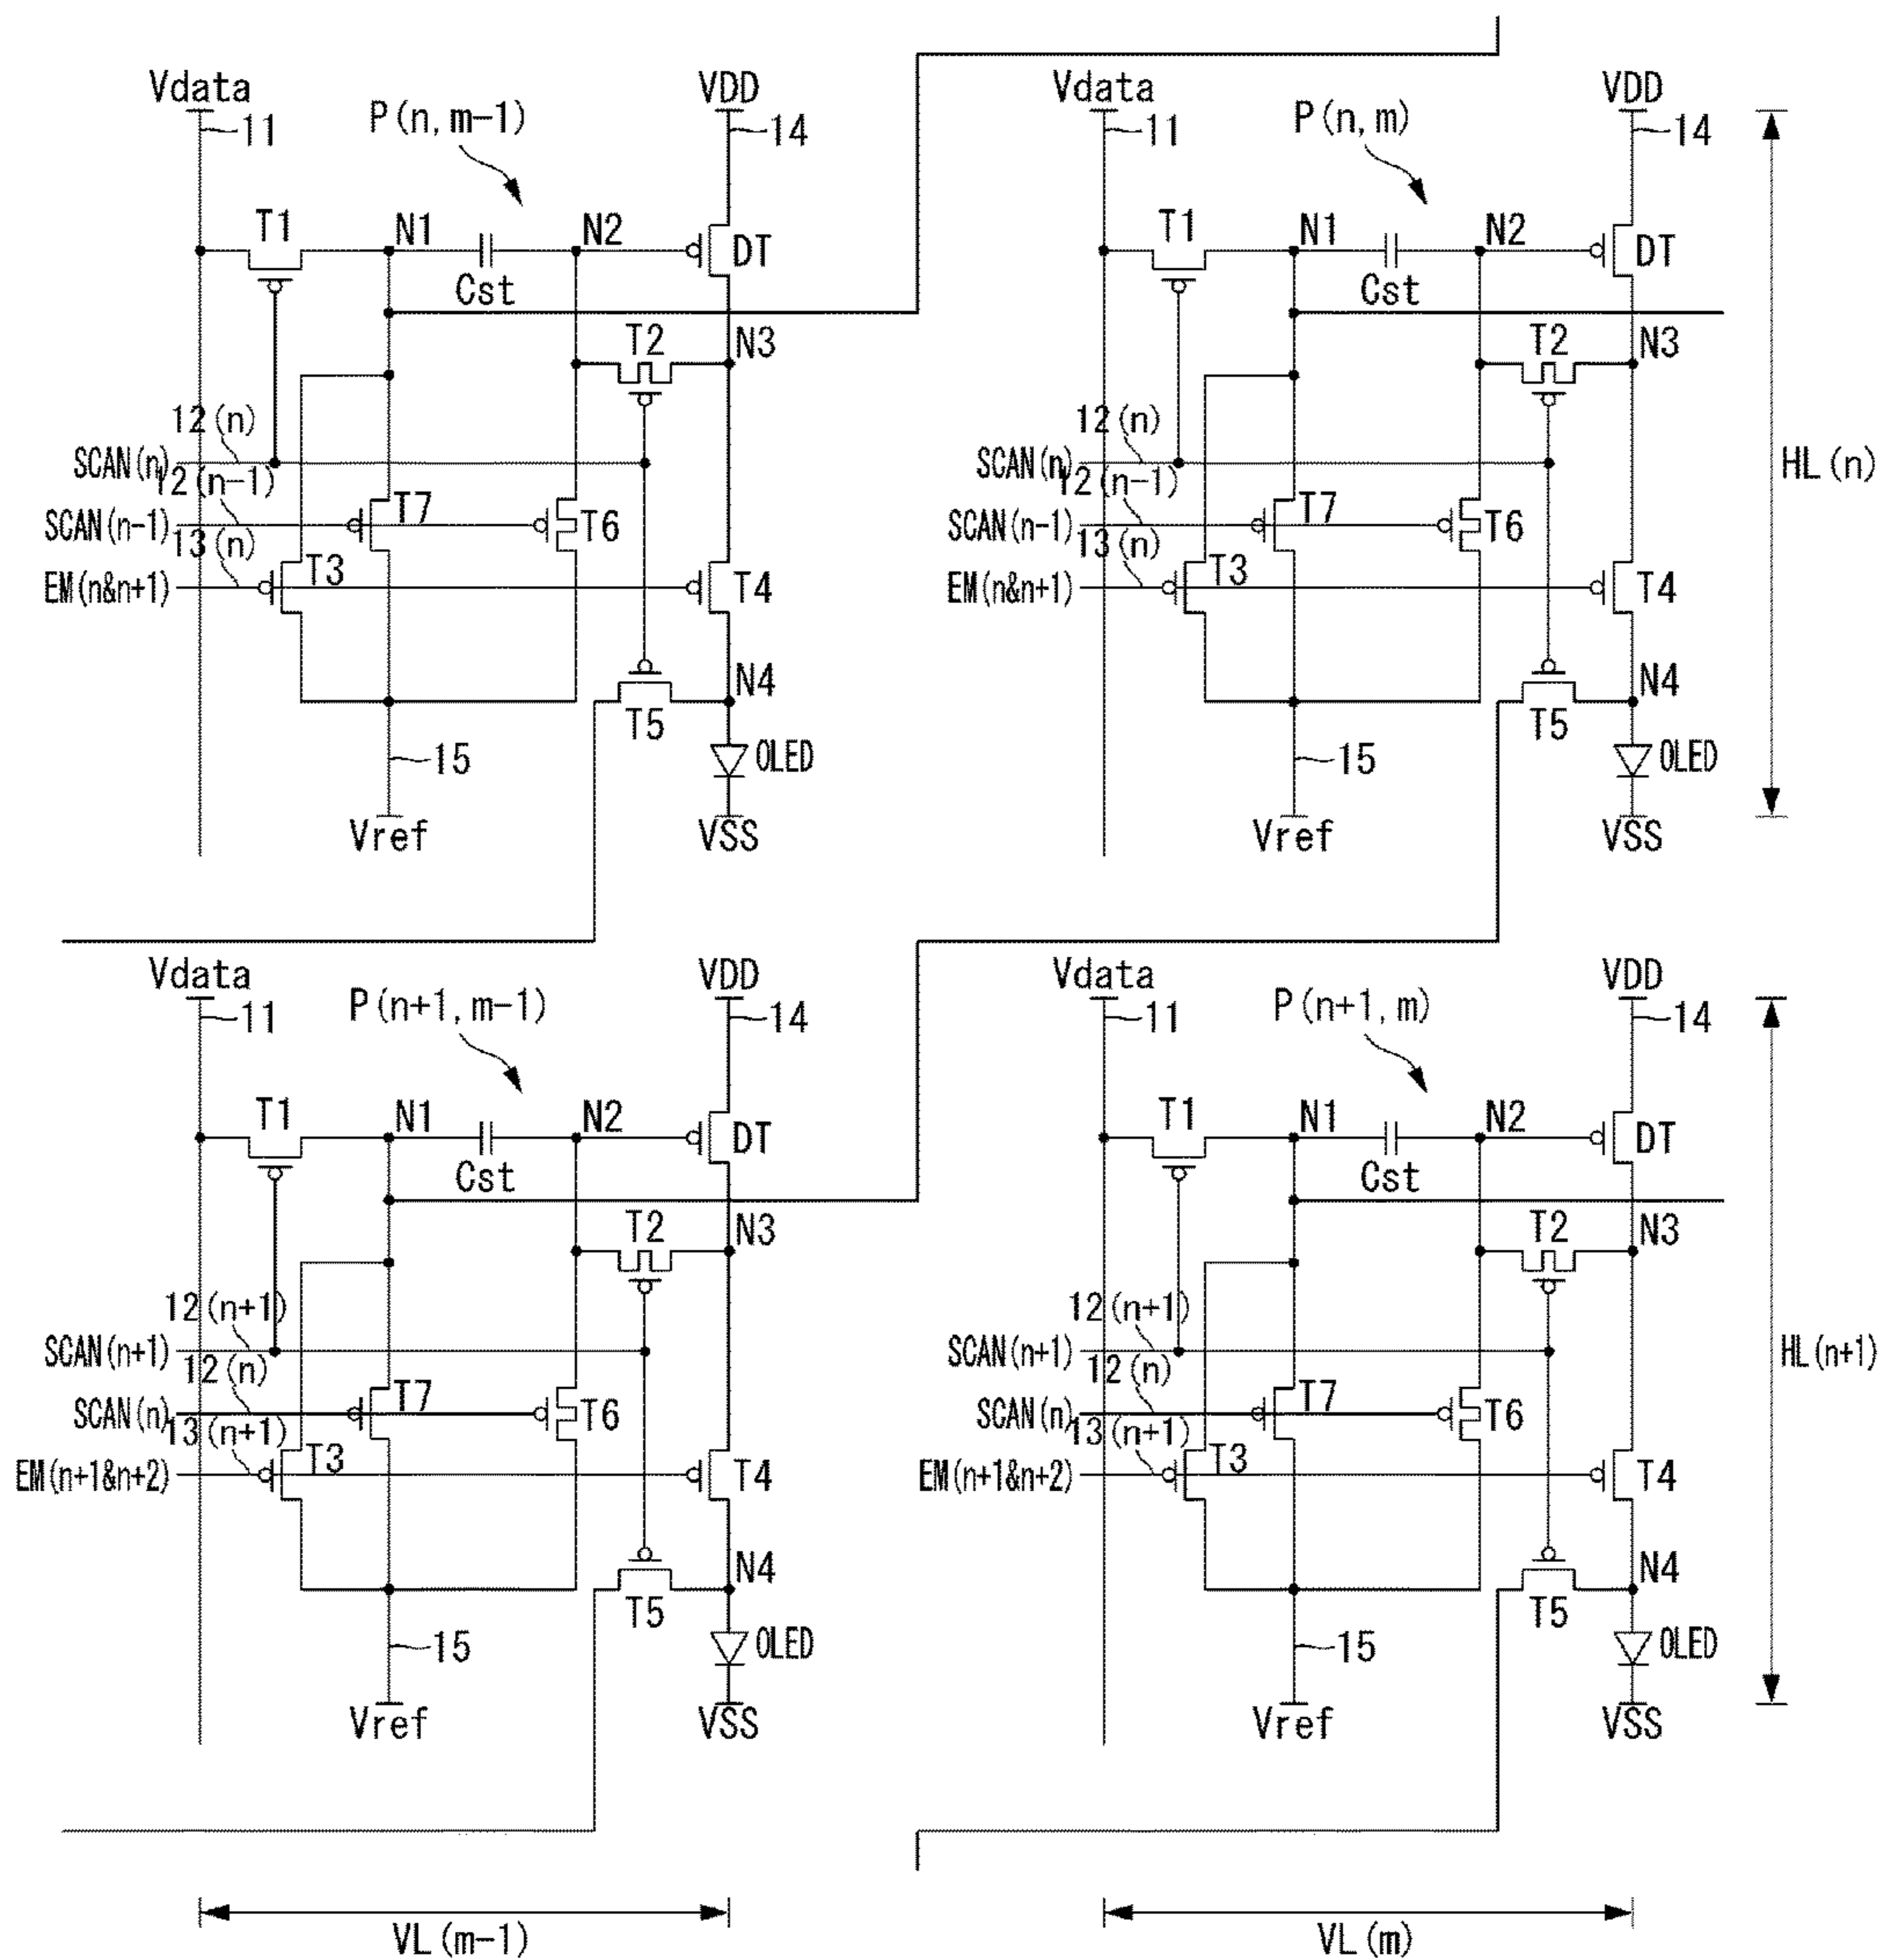 Vdata
VDD
Vdata
VDD
11
P(n, m-1)
14
11
P(n, m)
14
T1
N1
N2
DT
T1
N1
N2
DT
Cst
Cst
T2
N3
T2
N3
12(n)
12(n)
SCAN(n)
SCAN(n)
HL(n)
12(n-1)
12(n-1)
SCAN(n-1)
T7
T6
SCAN(n-1)
T7
T6
13(n)
13(n)
EM(n&n+1)
T3
T4
EM(n&n+1)
T3
T4
N4
N4
T5
T5
15
OLED
15
OLED
Vref
VSS
Vref
VSS
Vdata
VDD
Vdata
VDD
11
P(n+1, m-1)
14
11
P(n+1, m)
14
T1
N1
N2
DT
T1
N1
N2
DT
Cst
Cst
T2
N3
T2
N3
12(n+1)
12(n+1)
SCAN(n+1)
SCAN(n+1)
HL(n+1)
12(n)
12(n)
SCAN(n)
T7
T6
SCAN(n)
T7
T6
13(n+1)
13(n+1)
EM(n+1&n+2)
T3
T4
EM(n+1&n+2)
T3
T4
N4
N4
T5
T5
15
OLED
15
OLED
Vref
VSS
Vref
VSS
VL(m-1)
VL(m)